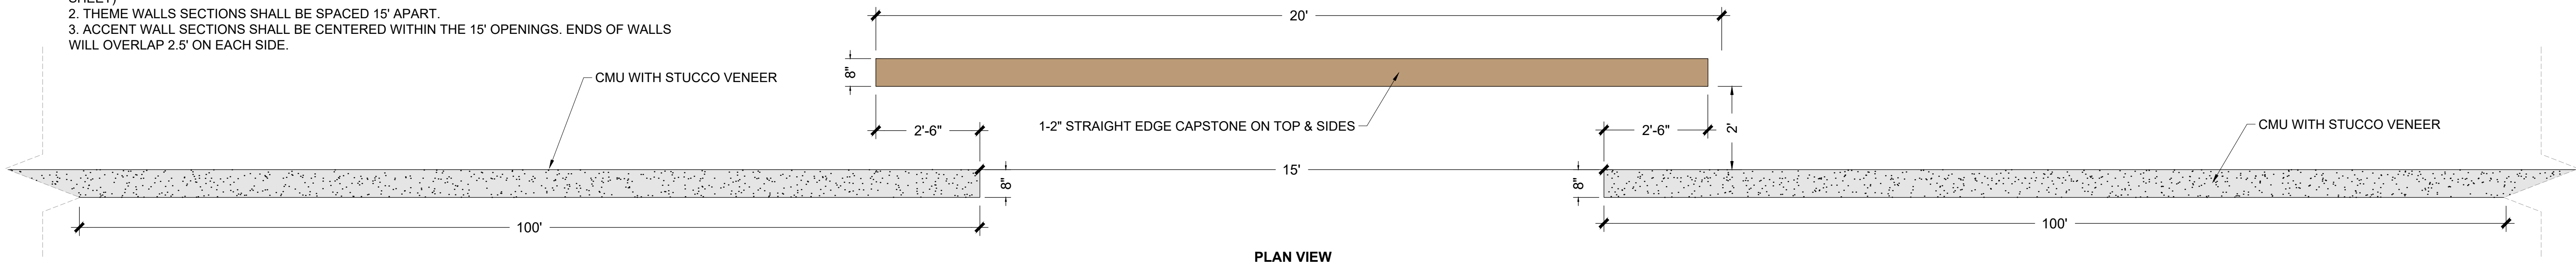 SHEET)
2. THEME WALLS SECTIONS SHALL BE SPACED 15' APART.
3. ACCENT WALL SECTIONS SHALL BE CENTERED WITHIN THE 15' OPENINGS. ENDS OF WALLS
WILL OVERLAP 2.5' ON EACH SIDE.
20'
8"
CMU WITH STUCCO VENEER
2'-6"
1-2" STRAIGHT EDGE CAPSTONE ON TOP & SIDES
2'-6"
2'
CMU WITH STUCCO VENEER
8"
15'
8"
100'
100'
PLAN VIEW